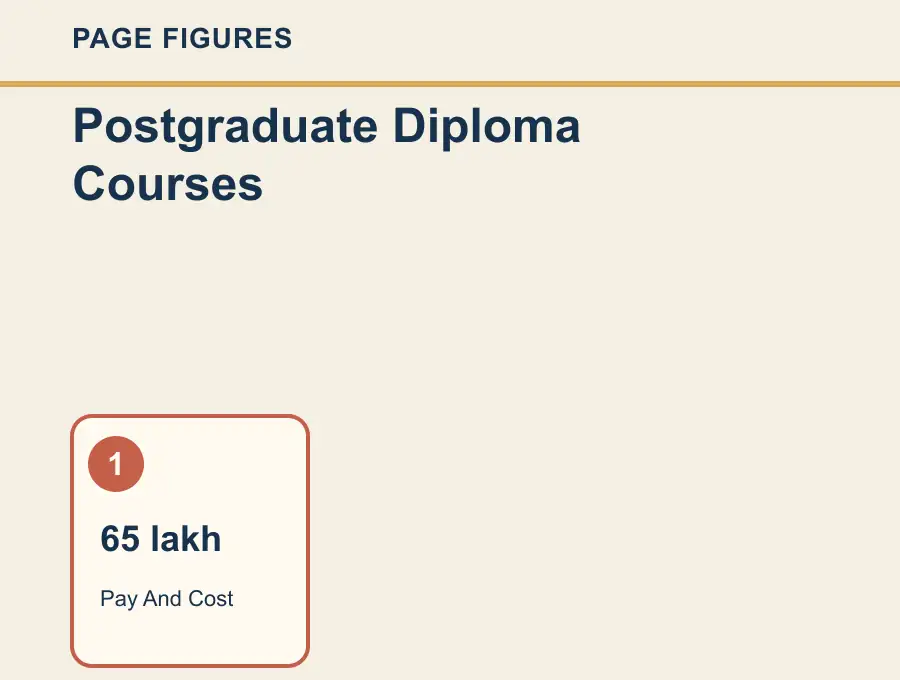 PAGE FIGURES
Postgraduate Diploma
Courses
1
65 lakh
Pay And Cost